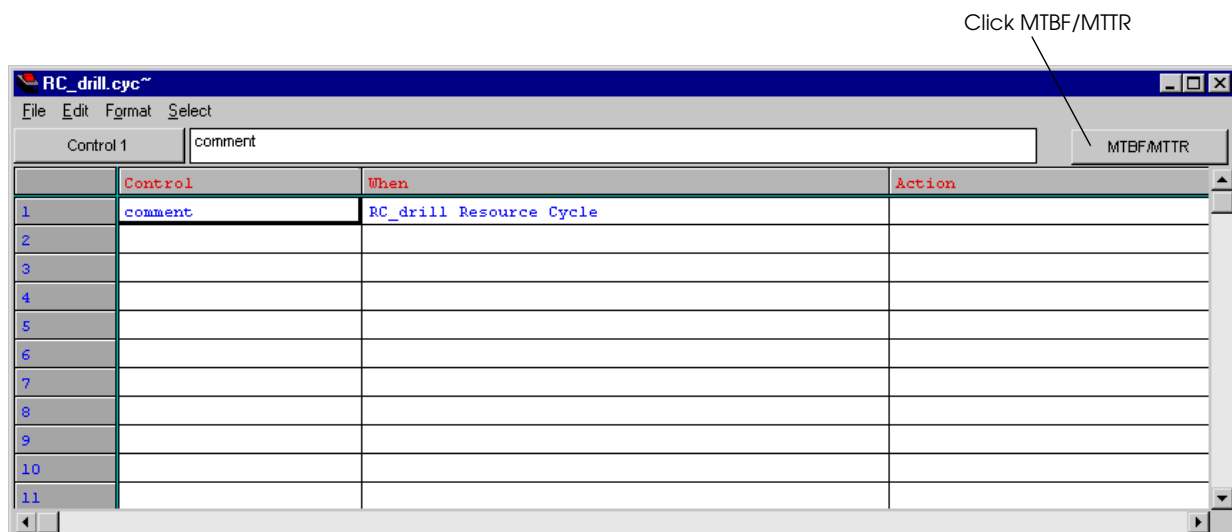 Click MTBF/MTTR
RC_drill.cyc~
File Edit Format Select
Control 1 comment MTBF/MTTR
Control When Action
1 comment RC_drill Resource Cycle
2
3
4
5
6
7
8
9
10
11